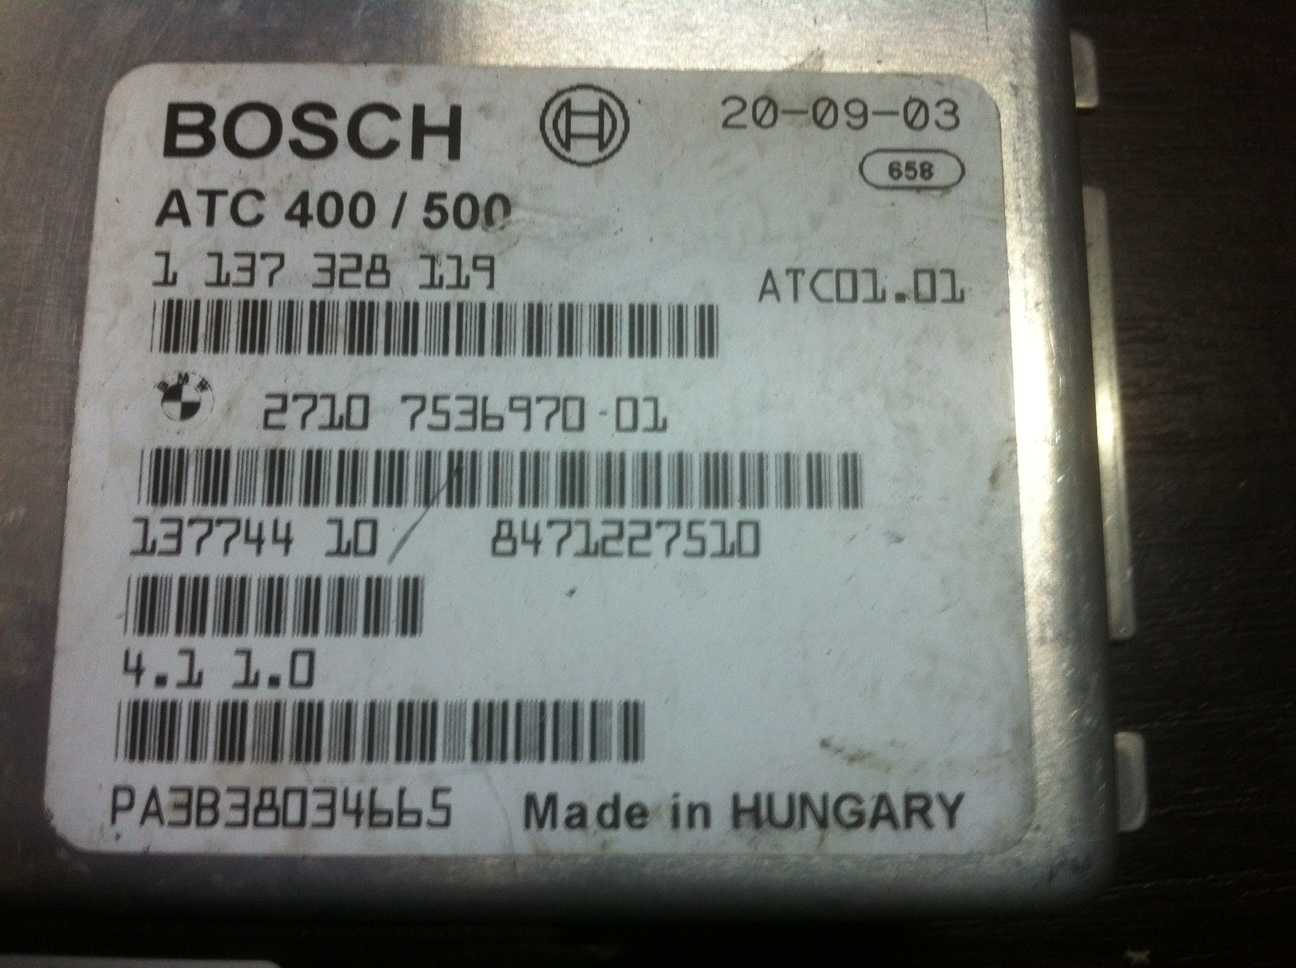 BOSCH 20-09-03
658
ATC 400 / 500
1 137 328 119 ATC01.01
BMW
2710 7536970-01
137744 10 8471227510
4.1 1.0
PA3B38034665 Made in HUNGARY